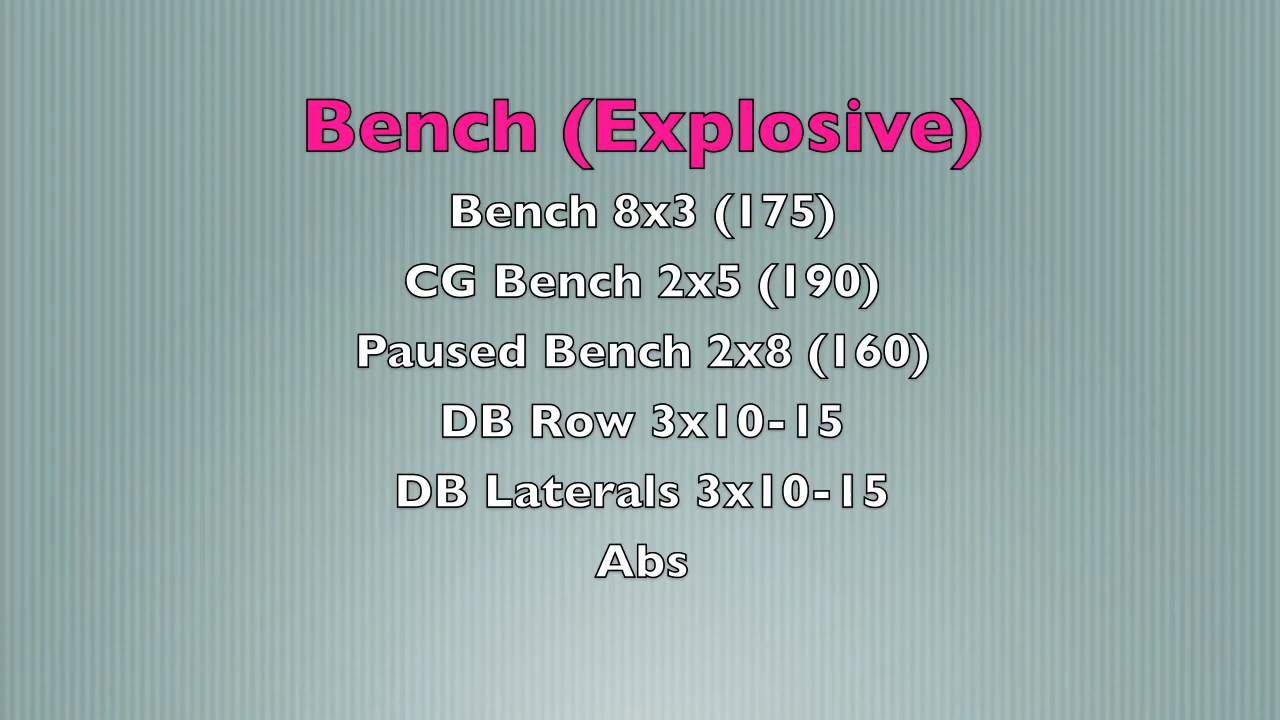 Bench (Explosive)
Bench 8x3 (175)
CG Bench 2x5 (190)
Paused Bench 2x8 (160)
DB Row 3x10-15
DB Laterals 3x10-15
Abs